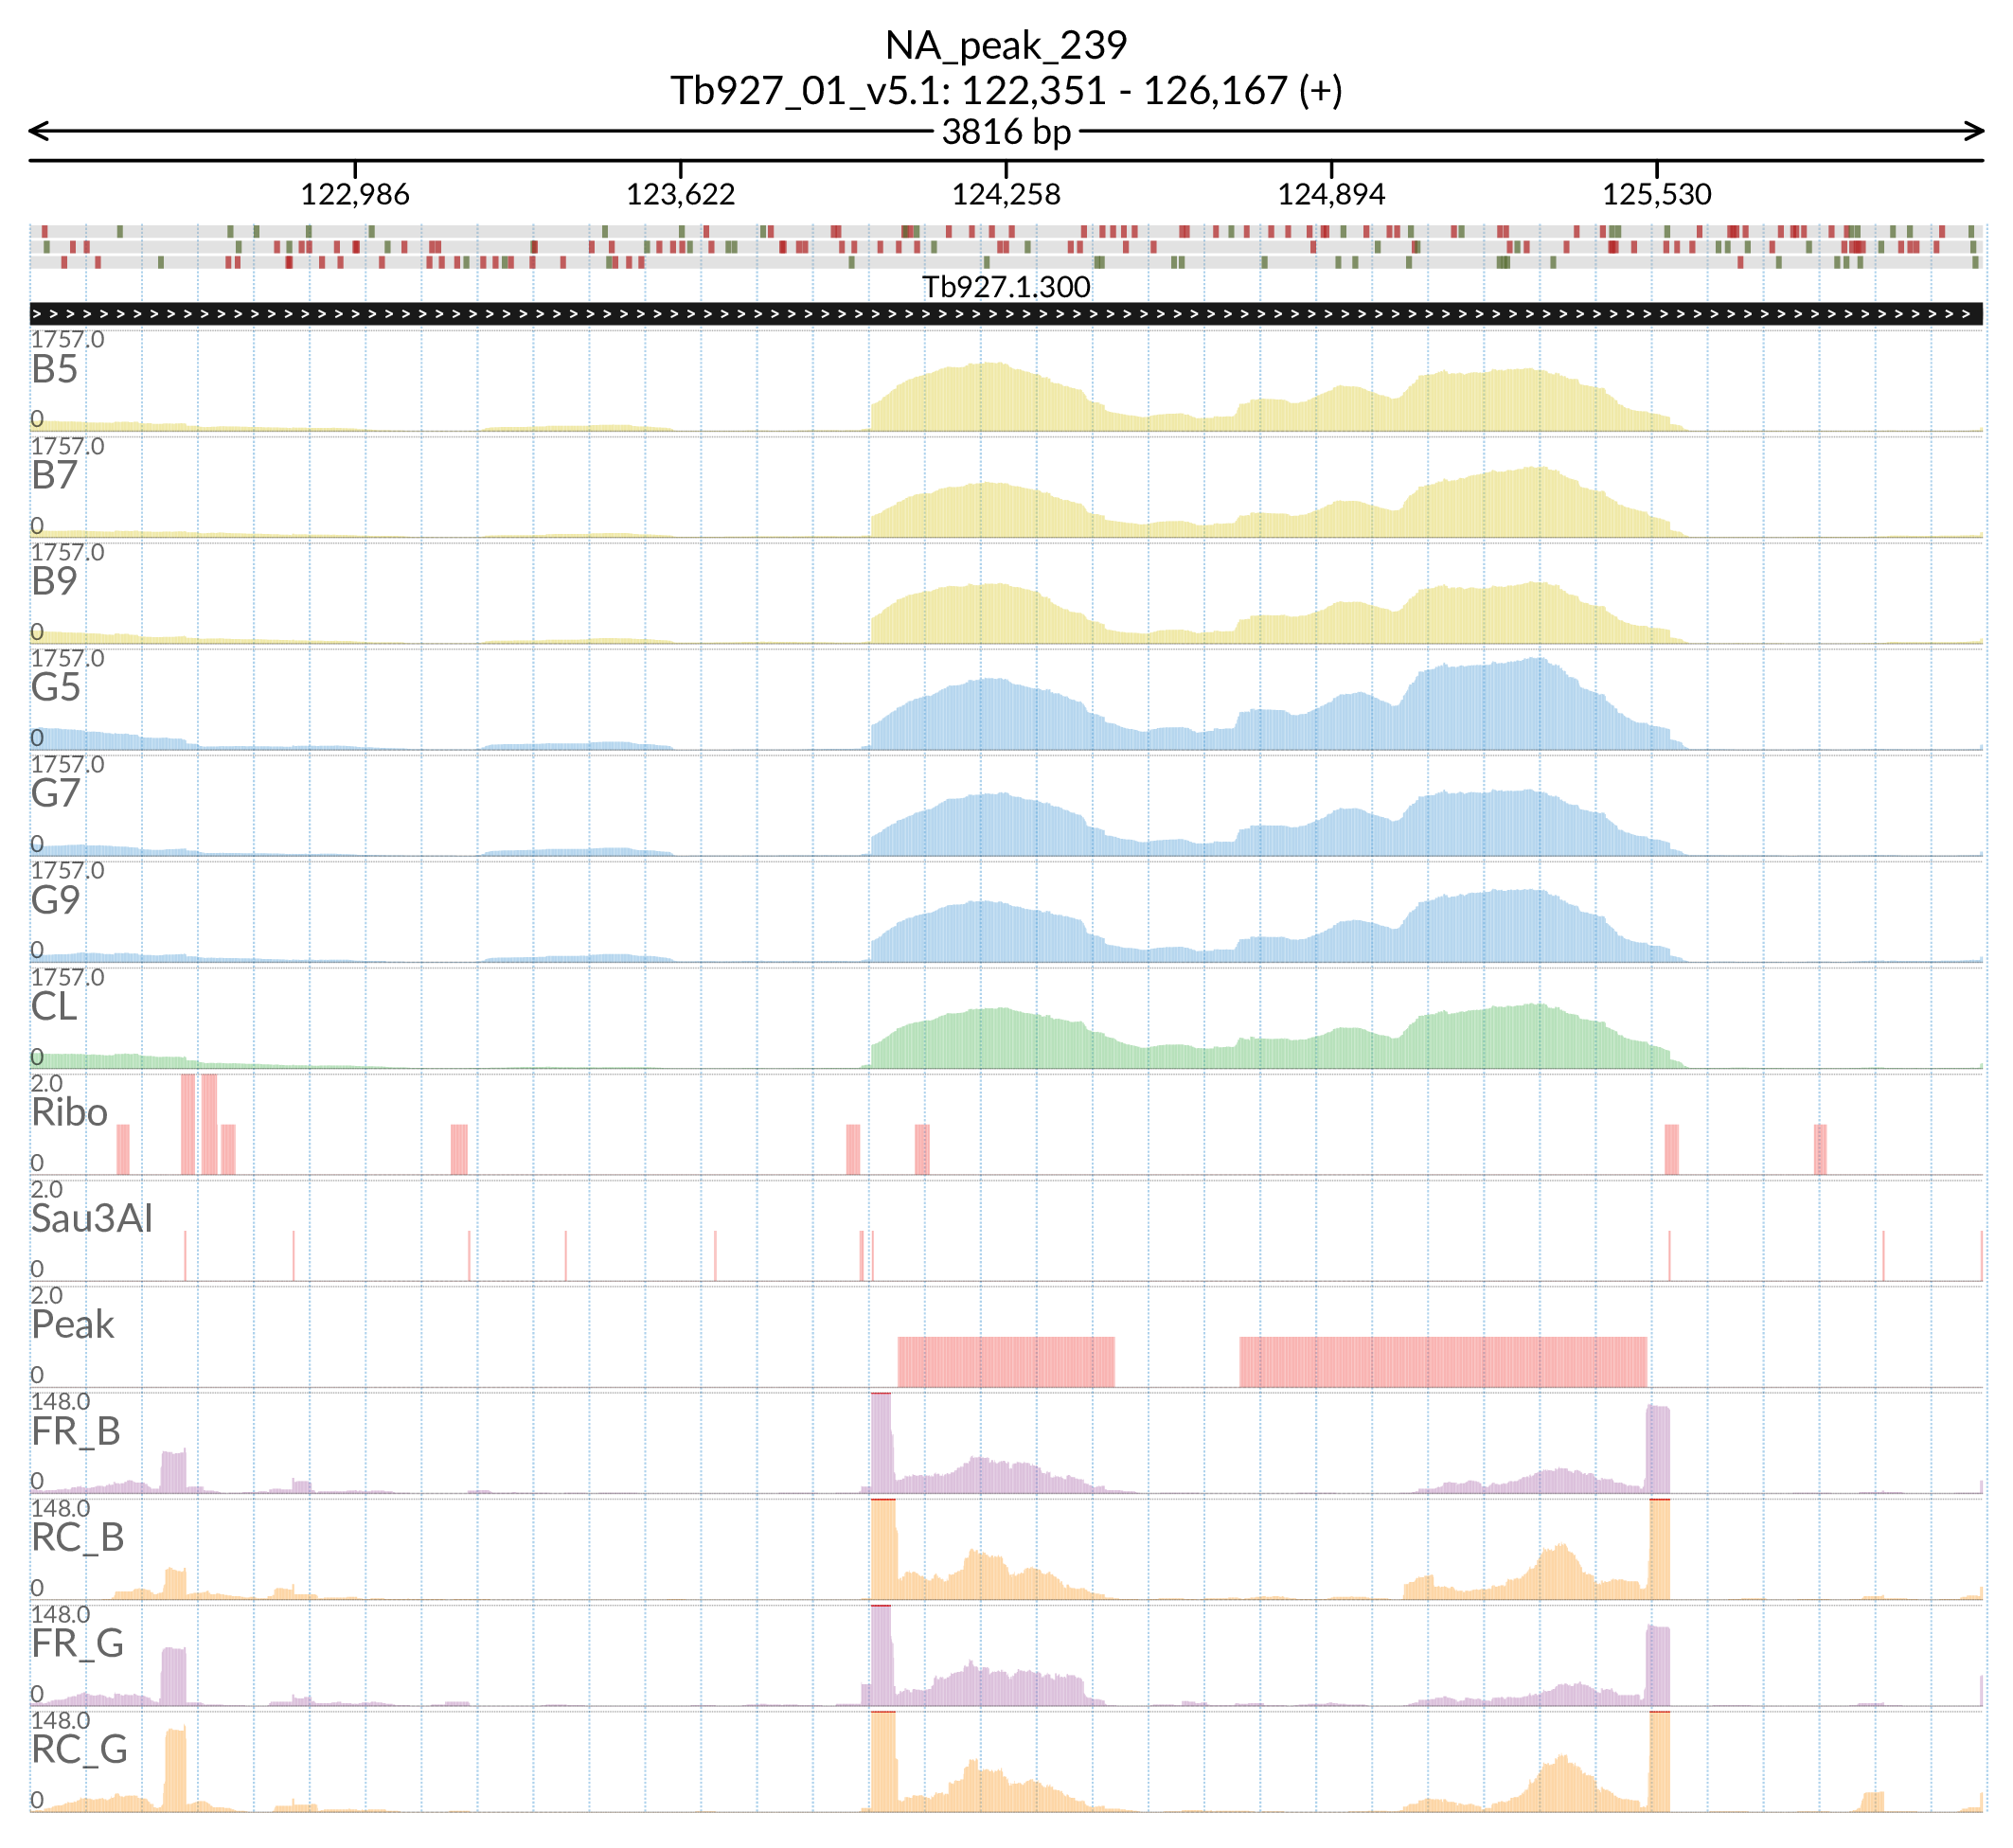 NA_peak_239
Tb927_01_v5.1: 122,351 - 126,167 (+)
3816 bp
122,986 123,622 124,258 124,894 125,530
Tb927.1.300
1757.0
B5
0
1757.0
B7
0
1757.0
B9
0
1757.0
G5
0
1757.0
G7
0
1757.0
G9
0
1757.0
CL
0
2.0
Ribo
0
2.0
Sau3AI
0
2.0
Peak
0
148.0
FR_B
0
148.0
RC_B
0
148.0
FR_G
0
148.0
RC_G
0